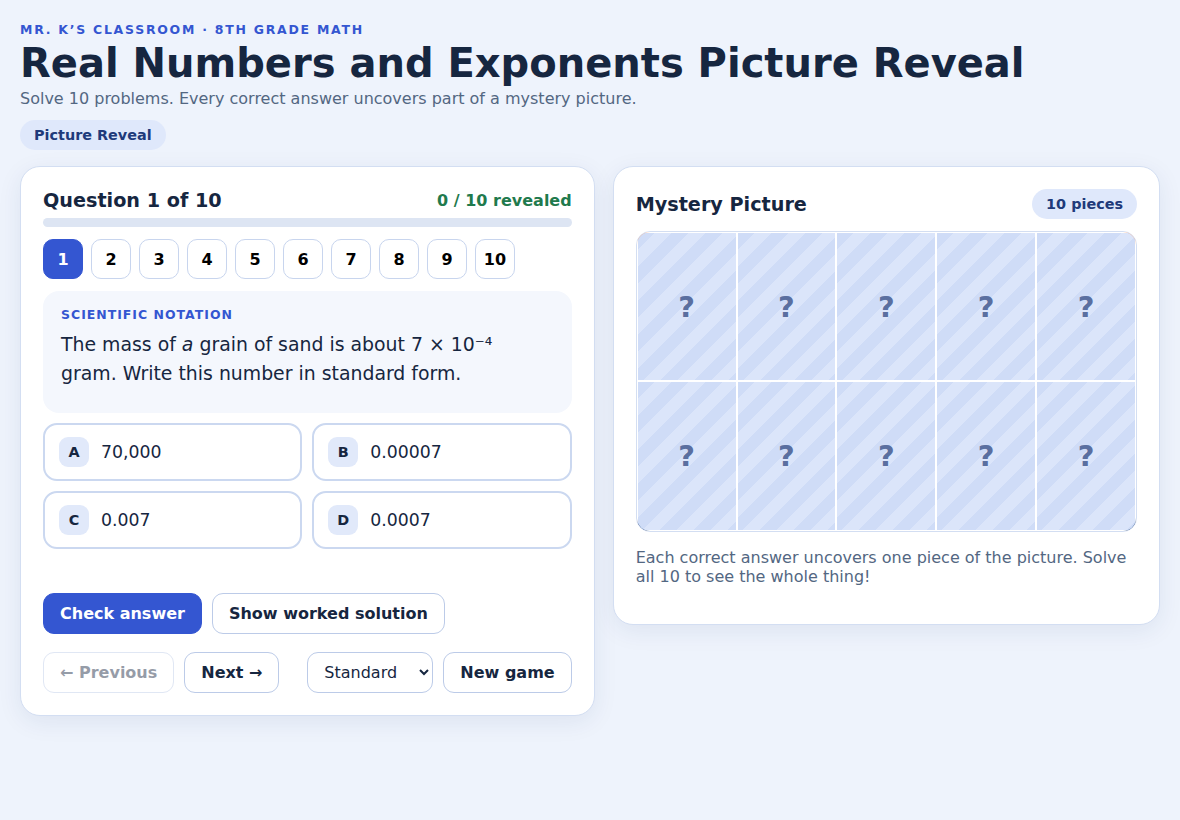 MR. K’S CLASSROOM · 8TH GRADE MATH
Real Numbers and Exponents Picture Reveal
Solve 10 problems. Every correct answer uncovers part of a mystery picture.
Picture Reveal
Question 1 of 10
0 / 10 revealed
1 2 3 4 5 6 7 8 9 10
SCIENTIFIC NOTATION
The mass of a grain of sand is about 7 × 10⁻⁴
gram. Write this number in standard form.
A 70,000
B 0.00007
C 0.007
D 0.0007
Check answer
Show worked solution
← Previous
Next →
Standard
New game
Mystery Picture
10 pieces
? ? ? ? ?
? ? ? ? ?
Each correct answer uncovers one piece of the picture. Solve
all 10 to see the whole thing!